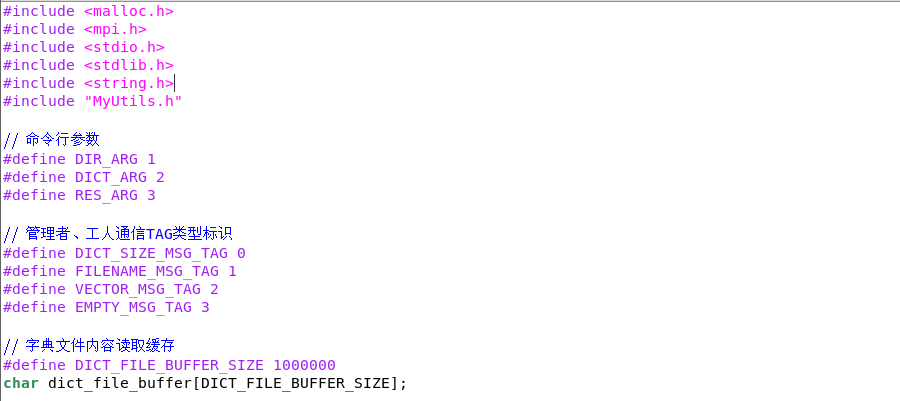 #include <malloc.h>
#include <mpi.h>
#include <stdio.h>
#include <stdlib.h>
#include <string.h>
#include "MyUtils.h"
// 命令行参数
#define DIR_ARG 1
#define DICT_ARG 2
#define RES_ARG 3
// 管理者、工人通信TAG类型标识
#define DICT_SIZE_MSG_TAG 0
#define FILENAME_MSG_TAG 1
#define VECTOR_MSG_TAG 2
#define EMPTY_MSG_TAG 3
// 字典文件内容读取缓存
#define DICT_FILE_BUFFER_SIZE 1000000
char dict_file_buffer[DICT_FILE_BUFFER_SIZE];